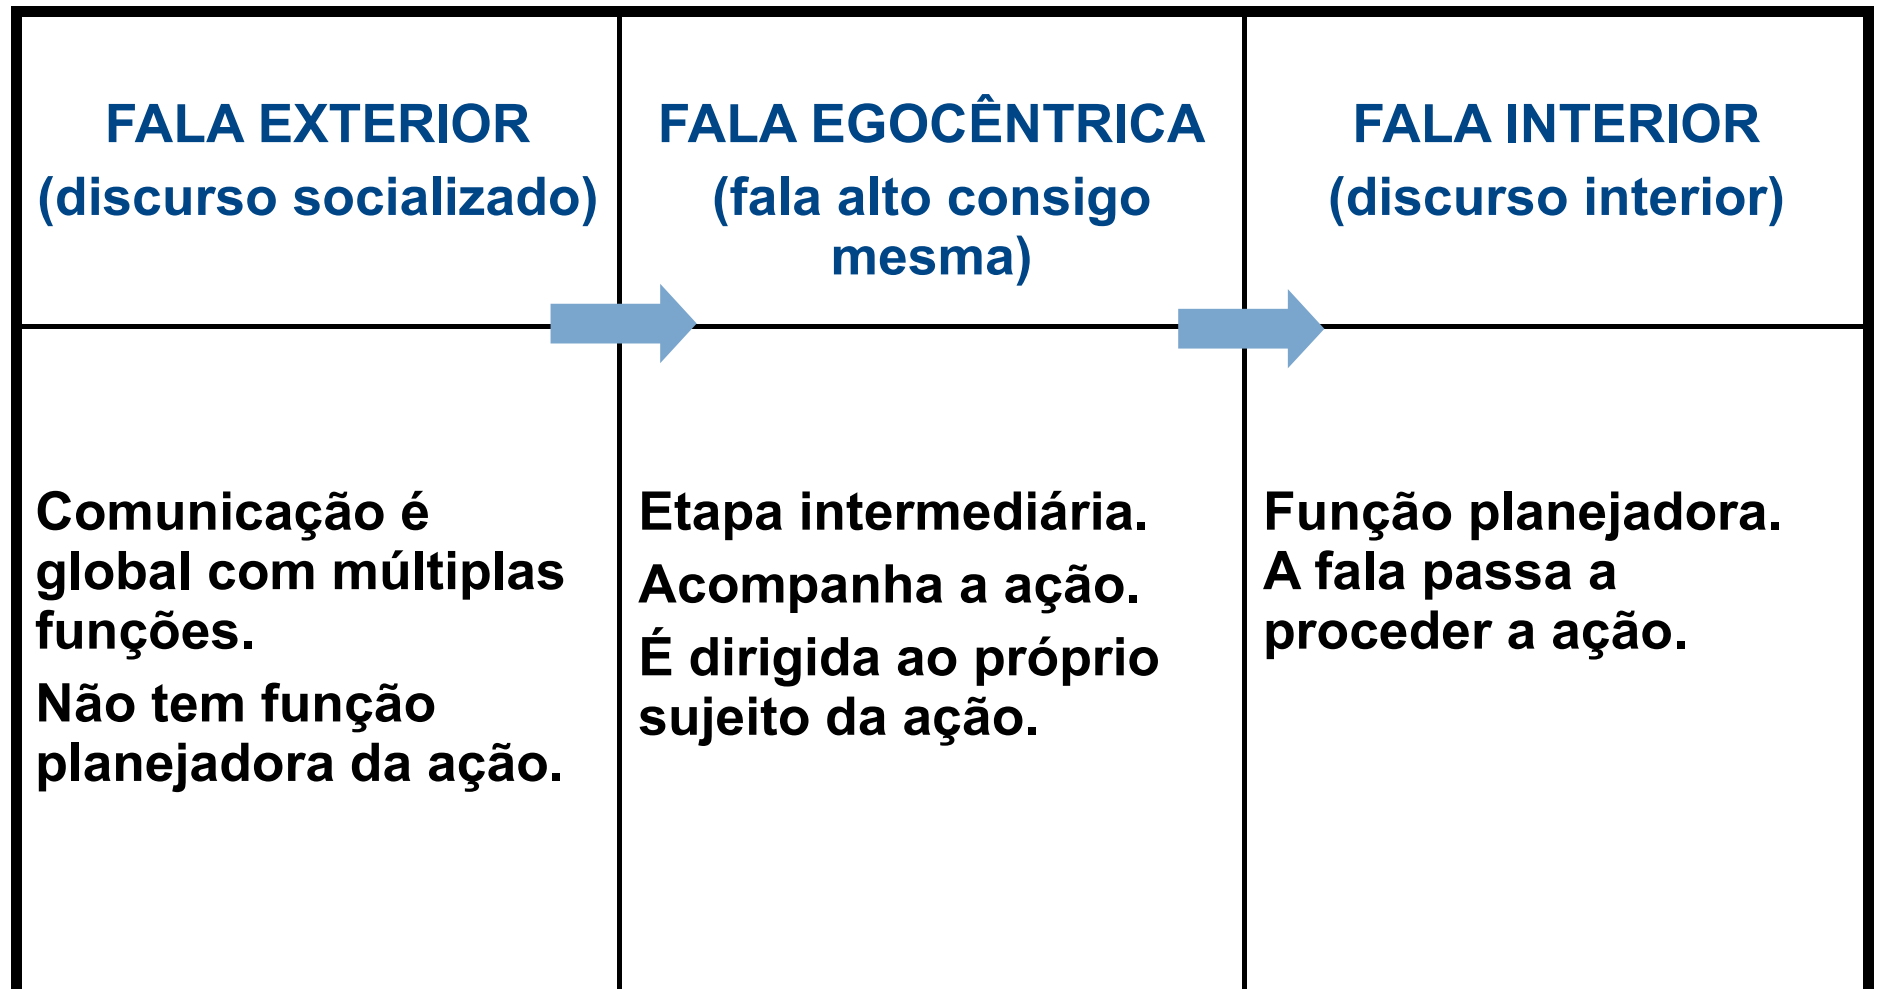 FALA EXTERIOR
(discurso socializado)
FALA EGOCÊNTRICA
(fala alto consigo
mesma)
FALA INTERIOR
(discurso interior)
Comunicação é
global com múltiplas
funções.
Não tem função
planejadora da ação.
Etapa intermediária.
Acompanha a ação.
É dirigida ao próprio
sujeito da ação.
Função planejadora.
A fala passa a
proceder a ação.